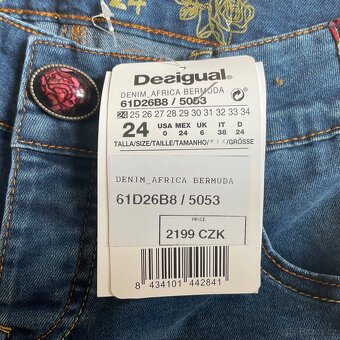 Desigual®
DENIM_AFRICA BERMUDA
61D26B8 / 5053
24 25 26 27 28 29 30 31 32 33 34
24
USA MEX UK IT D
0 24 6 38 24
TALLA/SIZE/TAILLE/TAMANHO/ /GRÖSSE
DENIM_AFRICA BERMUDA
61D26B8 / 5053
PRICE
2199 CZK
8 434101 442841